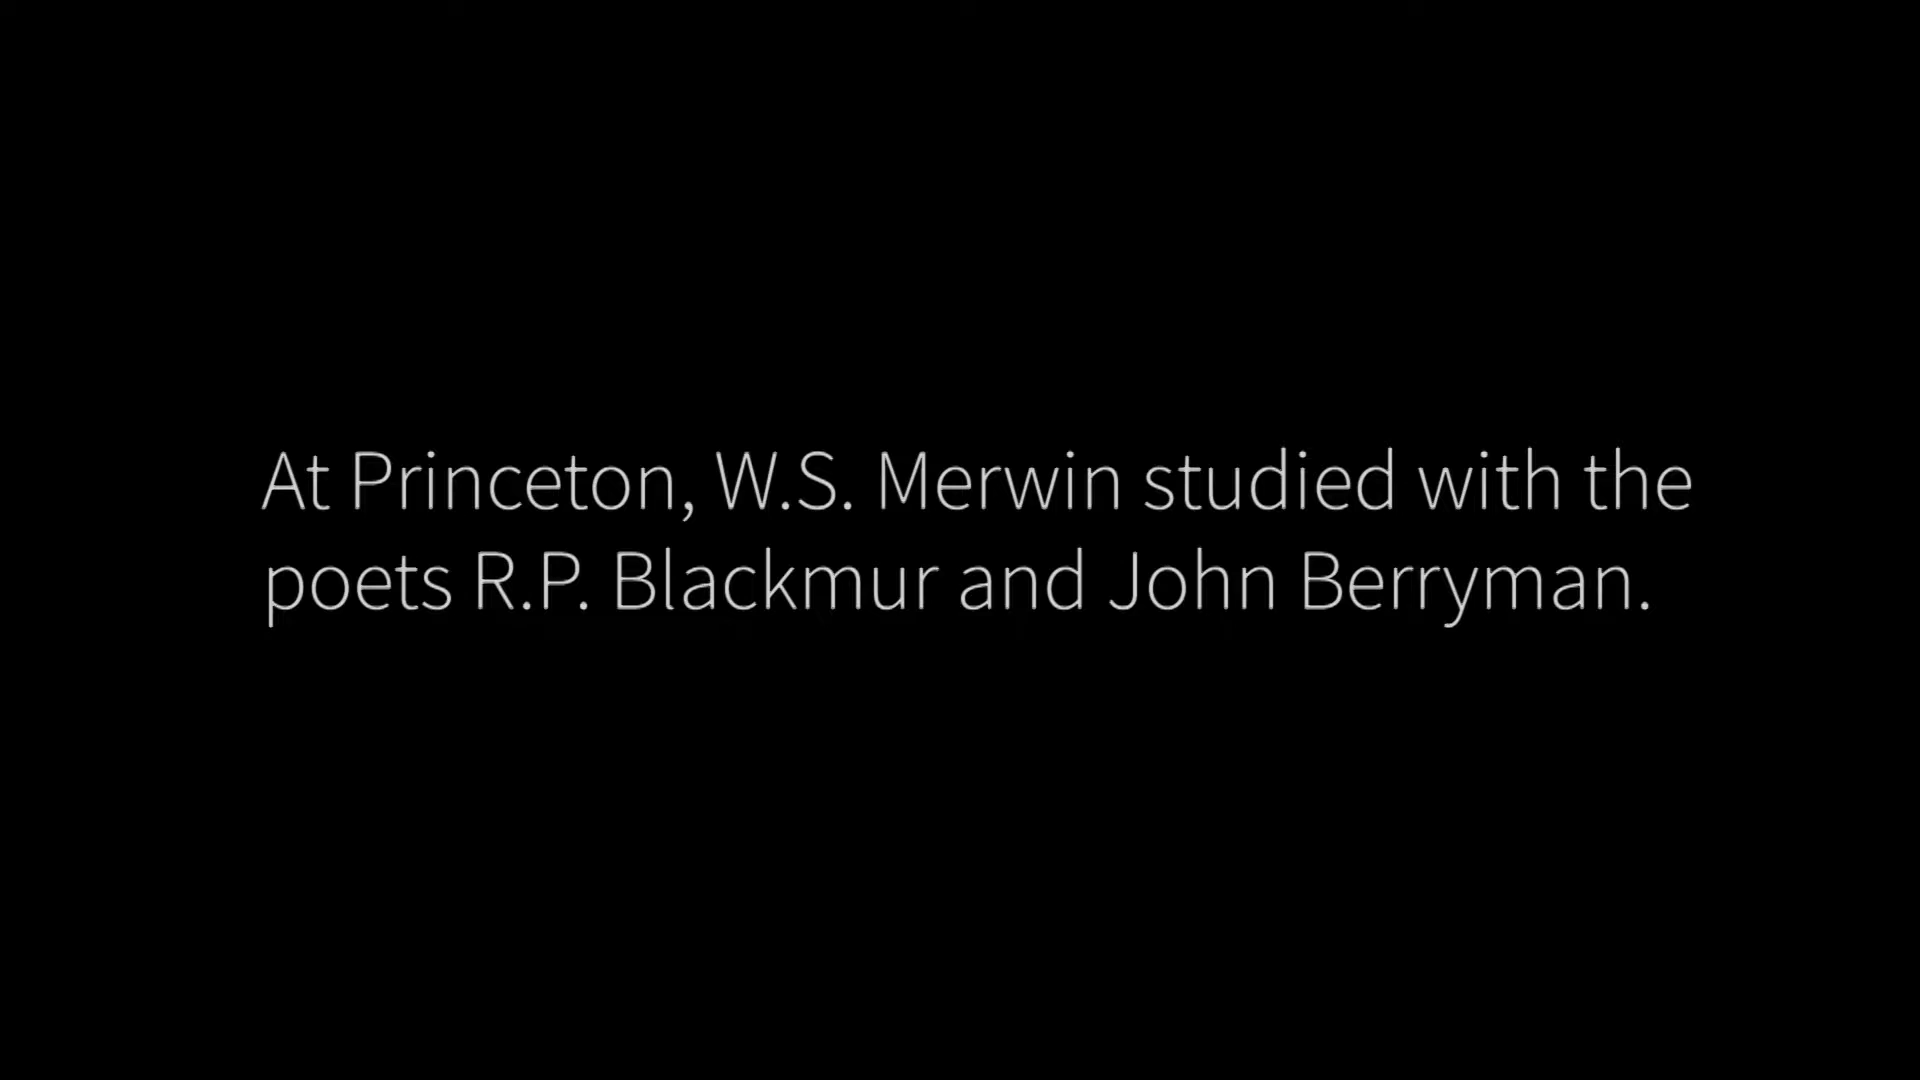 At Princeton, W.S. Merwin studied with the
poets R.P. Blackmur and John Berryman.